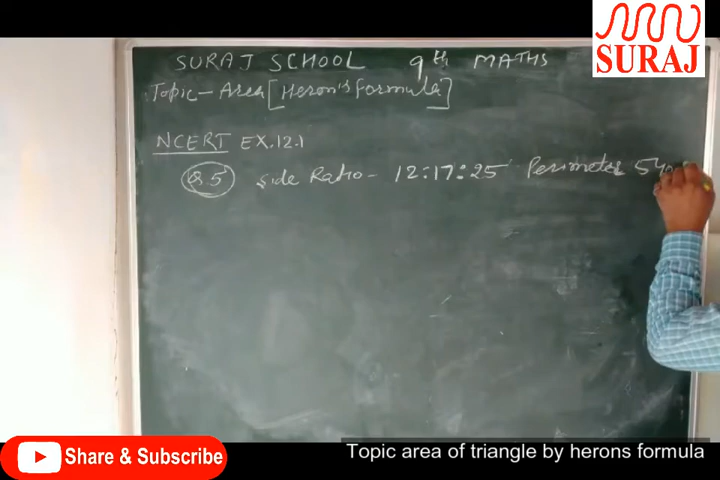 SURAJ
SURAJ SCHOOL 9th MATHS
Topic - Area [Heron's Formula]
NCERT EX.12.1
Q.5 Side Ratio - 12:17:25 Perimeter 540
Share & Subscribe
Topic area of triangle by herons formula